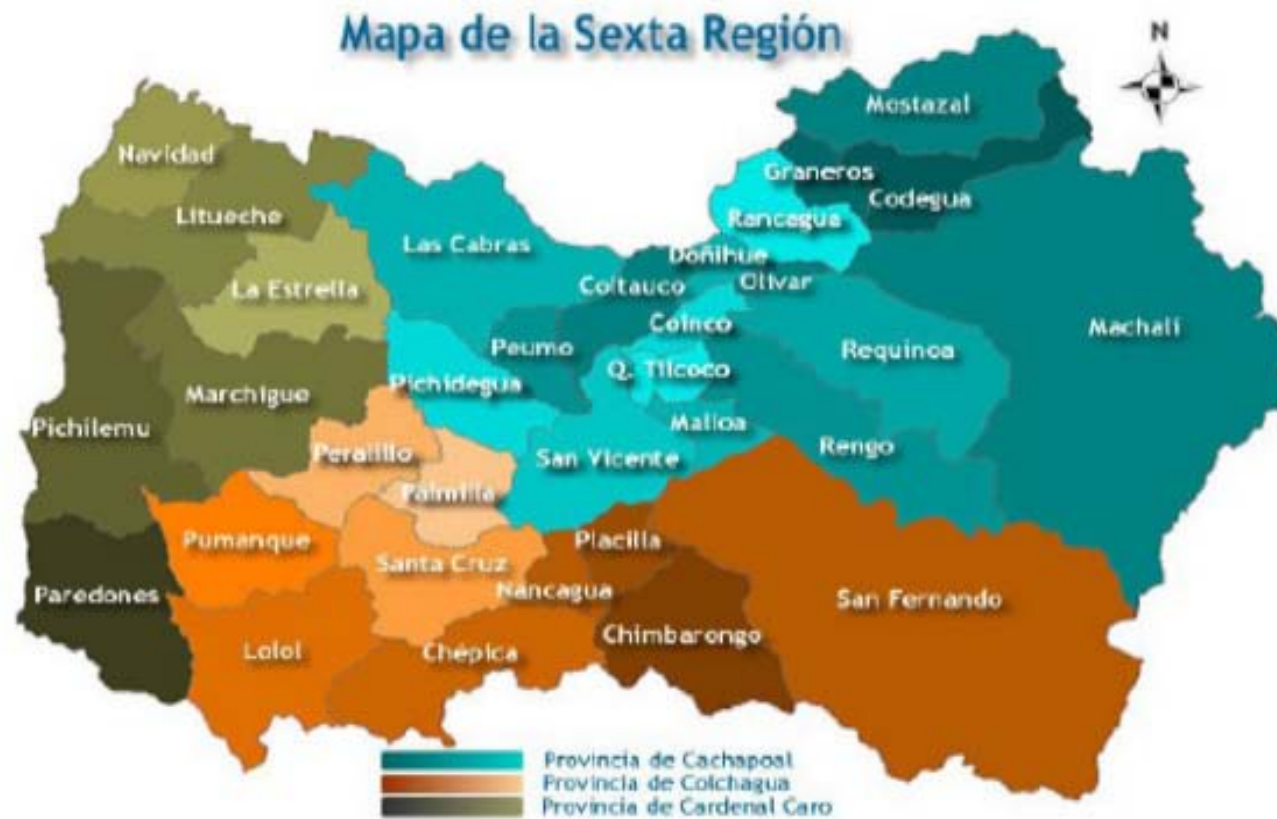 Mapa de la Sexta Región
N
Mostazal
Navidad
Graneros
Codegua
Litueche
Rancagua
Las Cabras
Doñihue
La Estrella
Coltauco
Olivar
Coinco
Machalí
Peumo
Requinoa
Q. Tilcoco
Pichidegua
Marchigue
Malloa
Pichilemu
Rengo
Peralillo
San Vicente
Palmilla
Pumanque
Placilla
Santa Cruz
Nancagua
Paredones
San Fernando
Chimbarongo
Lolol
Chépica
Provincia de Cachapoal
Provincia de Colchagua
Provincia de Cardenal Caro